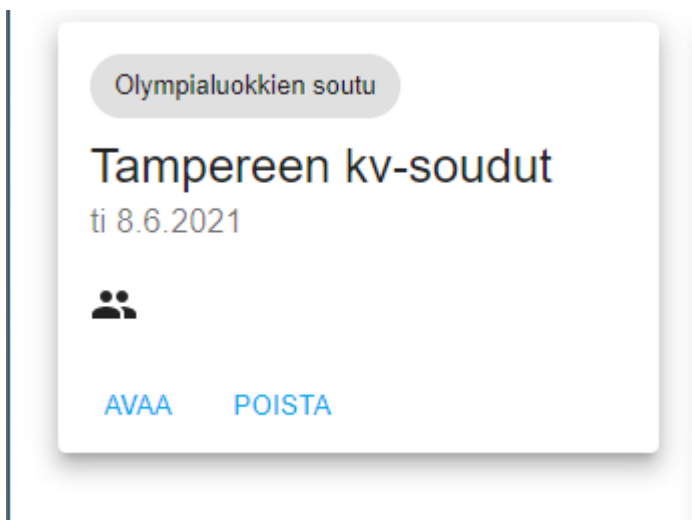 Olympialuokkien soutu
Tampereen kv-soudut
ti 8.6.2021
AVAA POISTA